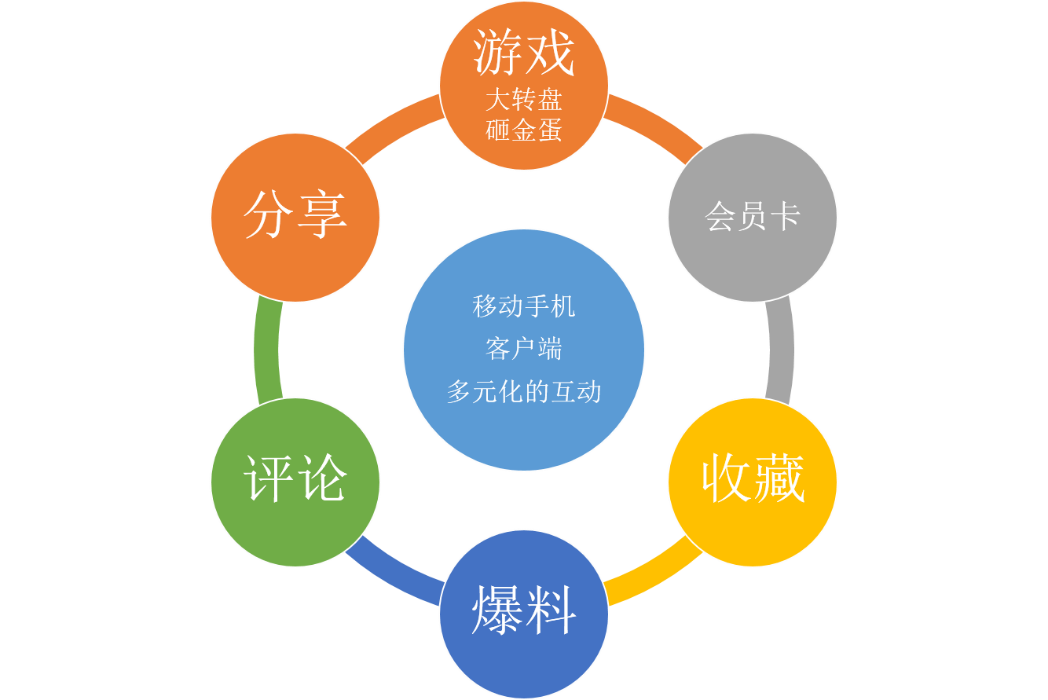 游戏
大转盘
砸金蛋
分享
会员卡
移动手机
客户端
多元化的互动
评论
收藏
爆料